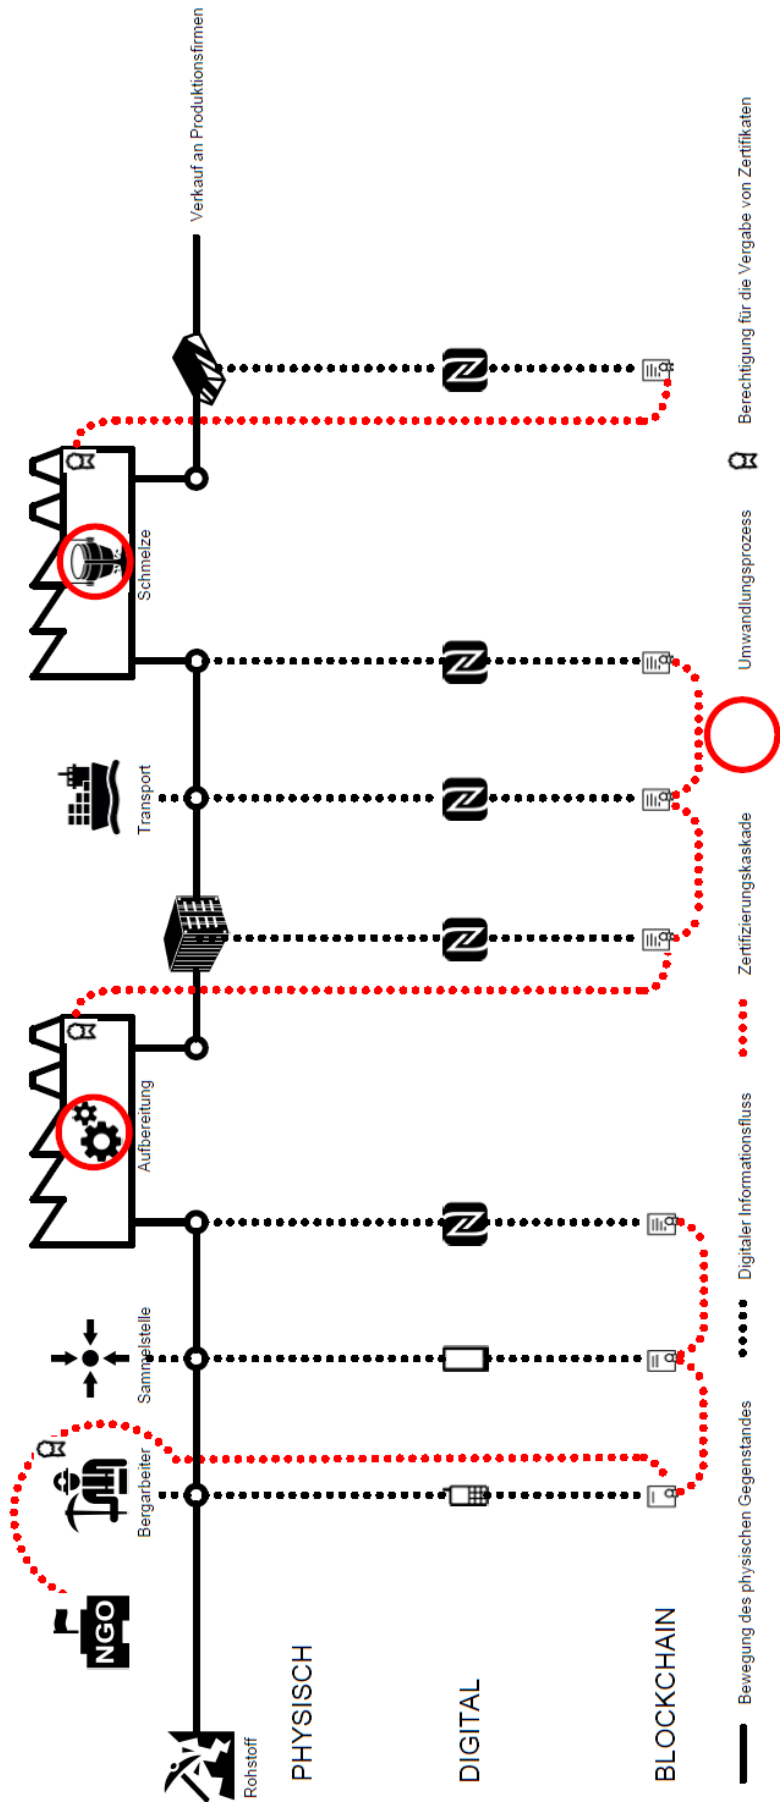 NGO
Bergarbeiter
Sammelstelle
Aufbereitung
Transport
Schmelze
Verkauf an Produktionsfirmen
Rohstoff
PHYSISCH
DIGITAL
BLOCKCHAIN
Bewegung des physischen Gegenstandes
Digitaler Informationsfluss
Zertifizierungskaskade
Umwandlungsprozess
Berechtigung für die Vergabe von Zertifikaten